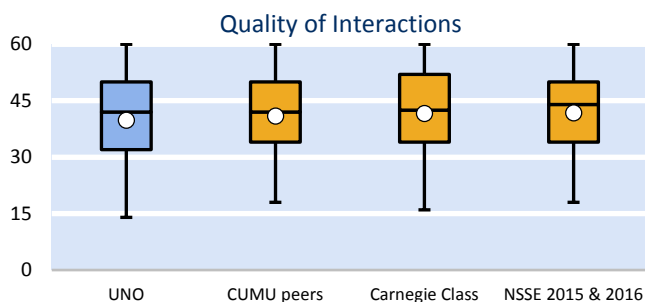 Quality of Interactions
60
45
30
15
0
UNO
CUMU peers
Carnegie Class
NSSE 2015 & 2016